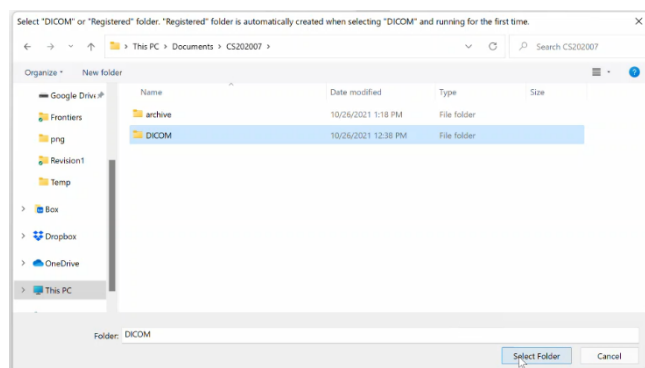 Select "DICOM" or "Registered" folder. "Registered" folder is automatically created when selecting "DICOM" and running for the first time.
This PC > Documents > CS202007 >
Search CS202007
Organize
New folder
Name
Date modified
Type
Size
Google Drive
Frontiers
png
Revision1
Temp
Box
Dropbox
OneDrive
This PC
archive 10/26/2021 1:18 PM File folder
DICOM 10/26/2021 12:38 PM File folder
Folder: DICOM
Select Folder
Cancel